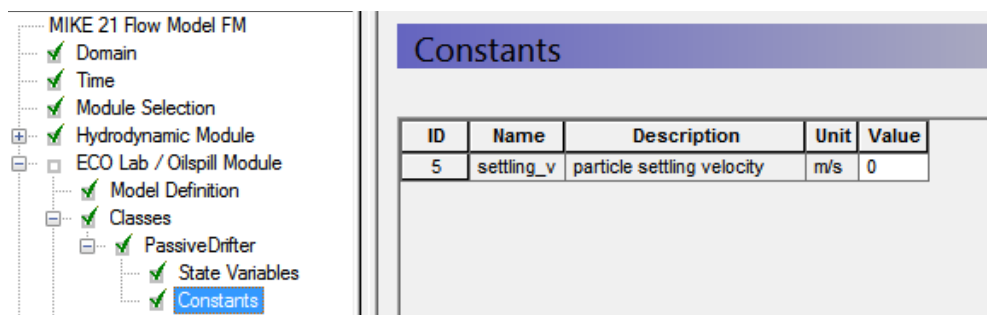 MIKE 21 Flow Model FM
Domain
Time
Module Selection
Hydrodynamic Module
ECO Lab / Oilspill Module
Model Definition
Classes
PassiveDrifter
State Variables
Constants
Constants
ID Name Description Unit Value
5 settling_v particle settling velocity m/s 0